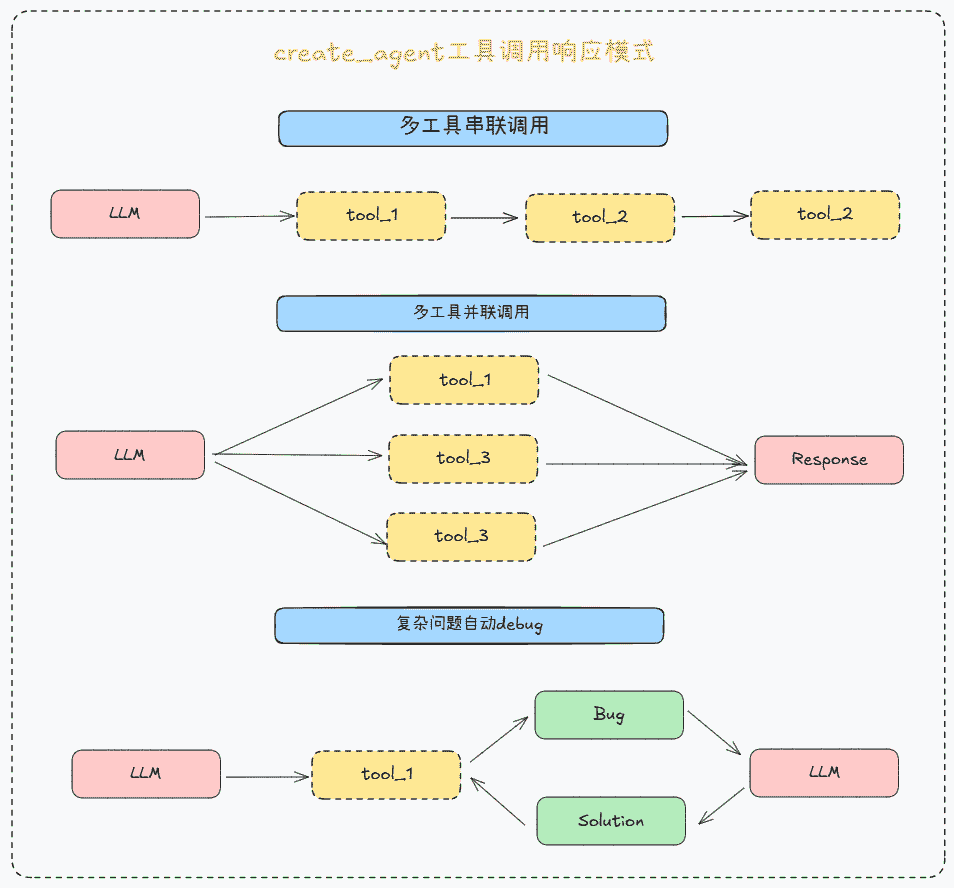 create_agent工具调用响应模式
多工具串联调用
LLM
tool_1
tool_2
tool_2
多工具并联调用
tool_1
LLM
tool_3
Response
tool_3
复杂问题自动debug
Bug
LLM
tool_1
LLM
Solution